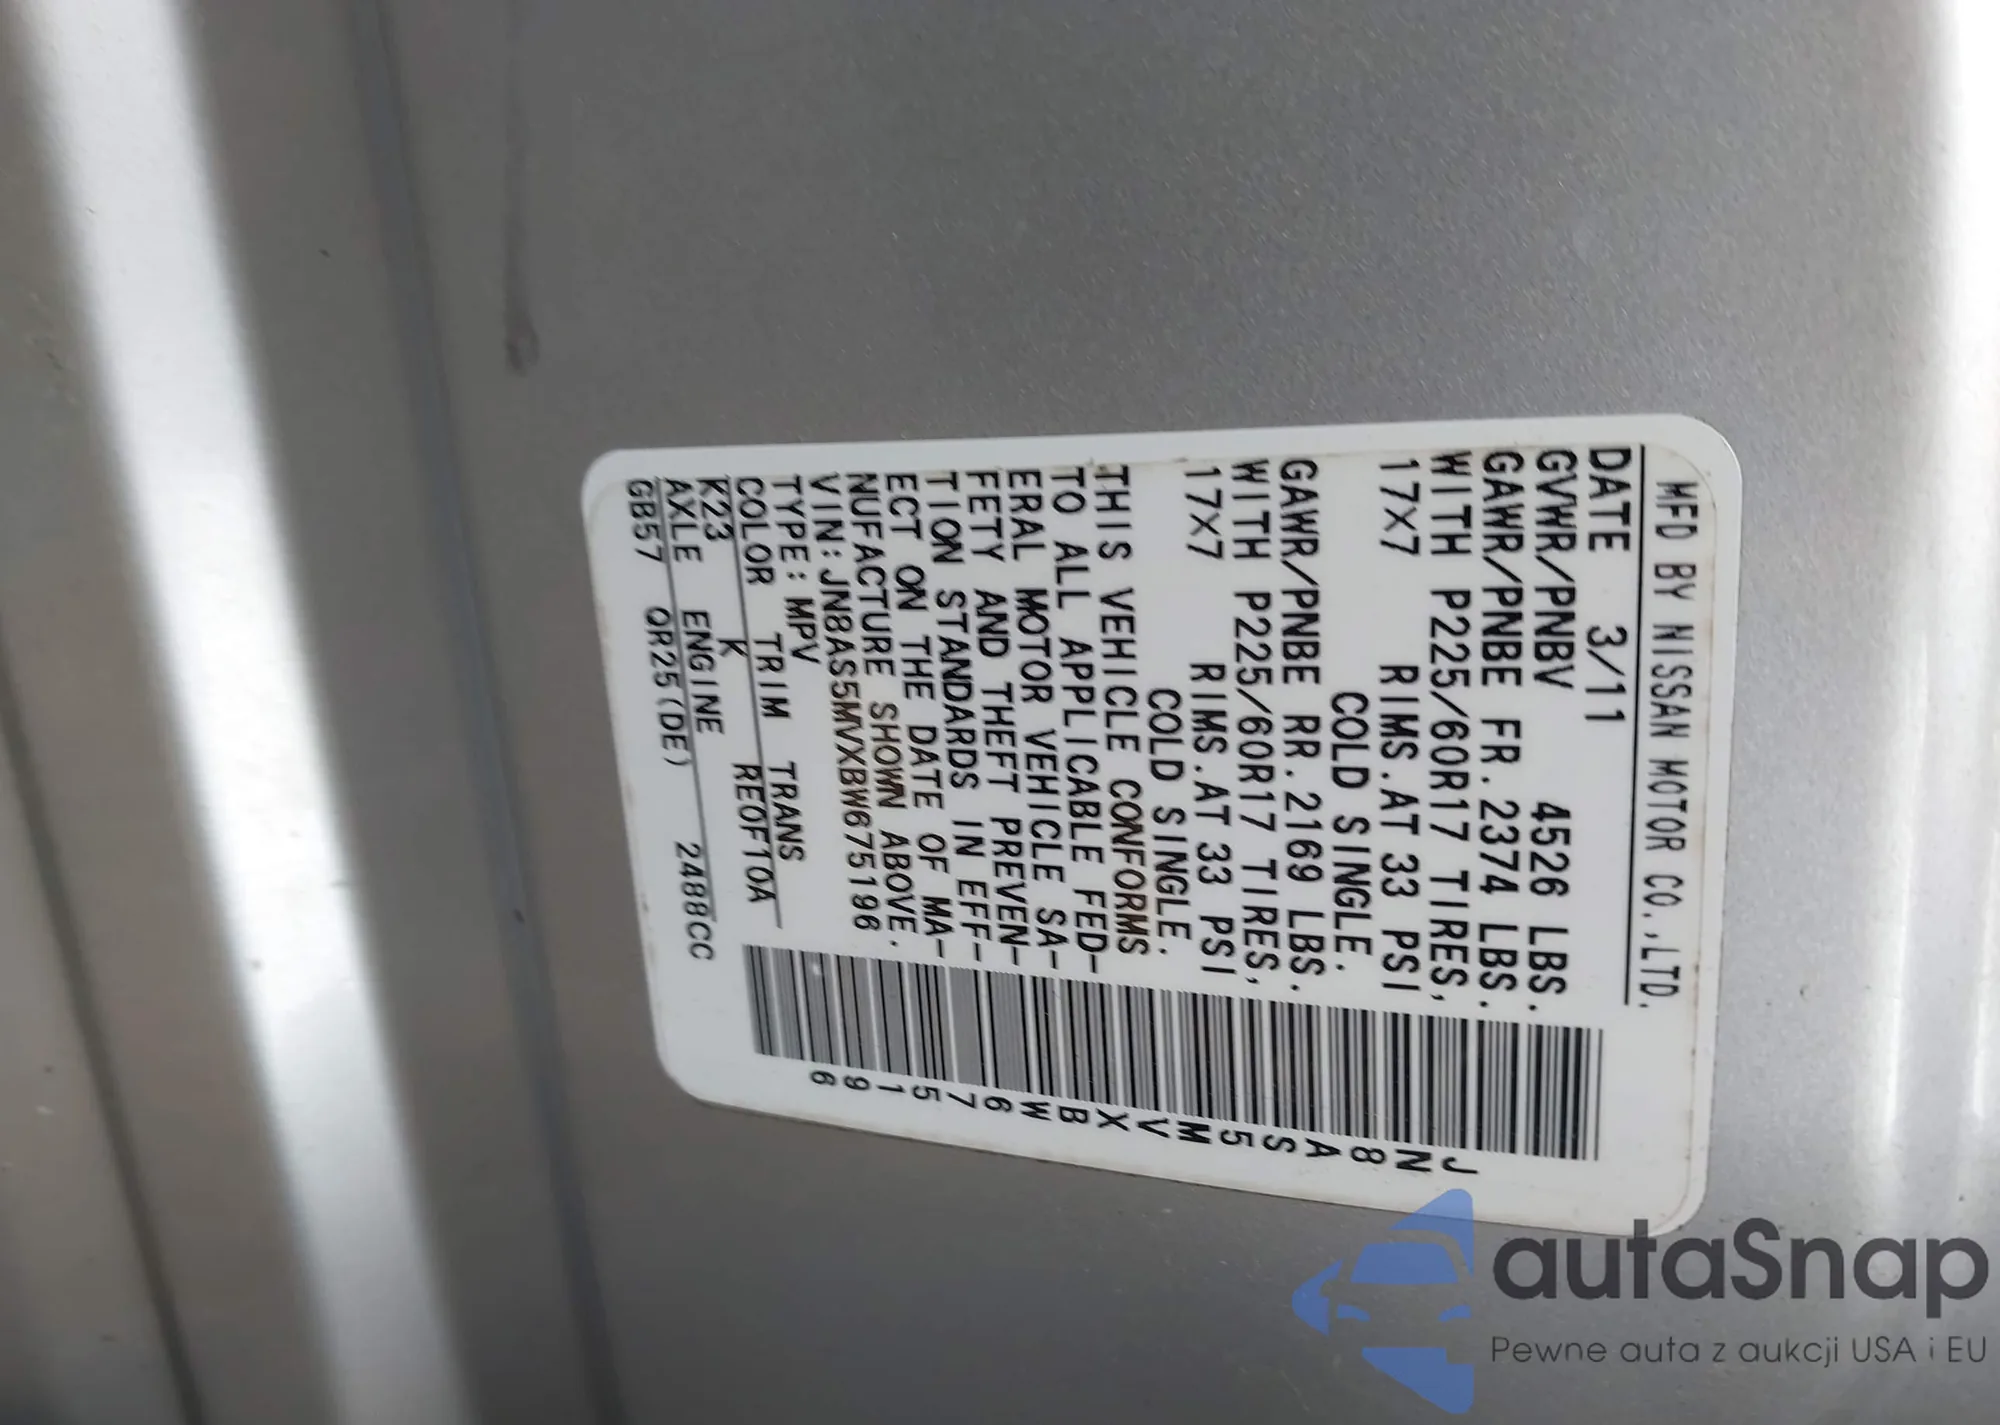 MFD BY NISSAN MOTOR CO.,LTD.
DATE 3/11
GVWR/PNBV 4526 LBS.
GAWR/PNBE FR. 2374 LBS.
WITH P225/60R17 TIRES,
17X7 RIMS.AT 33 PSI
COLD SINGLE.
GAWR/PNBE RR. 2169 LBS.
WITH P225/60R17 TIRES,
17X7 RIMS.AT 33 PSI
COLD SINGLE.
THIS VEHICLE CONFORMS
TO ALL APPLICABLE FED-
ERAL MOTOR VEHICLE SA-
FETY AND THEFT PREVEN-
TION STANDARDS IN EFF-
ECT ON THE DATE OF MA-
NUFACTURE SHOWN ABOVE.
VIN:JN8AS5MVXBW675196
TYPE:MPV
COLOR TRIM TRANS
K23 K RE0F10A
AXLE ENGINE
GB57 QR25(DE) 2488CC
JN8AS5MVXBW675196
autaSnap
Pewne auta z aukcji USA i EU